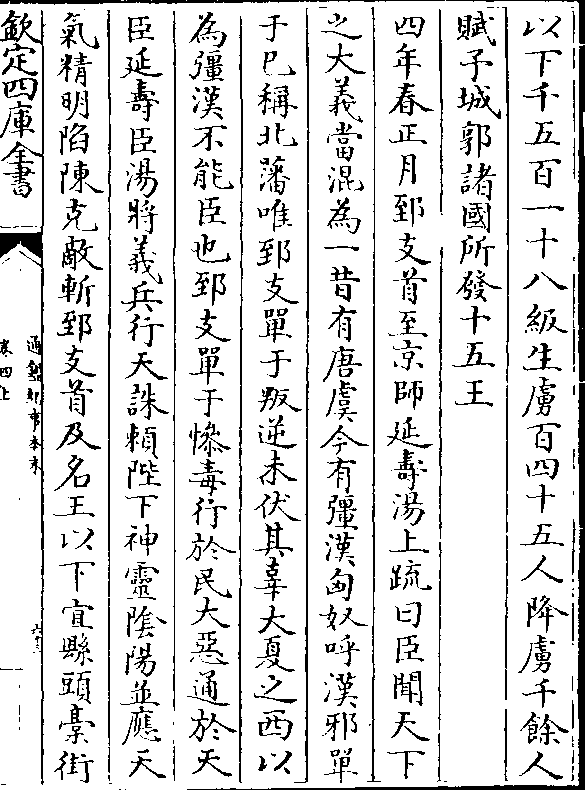 以下千五百一十八級生虜百四十五人降虜千餘人
賦予城郭諸國所發十五王
四年春正月郅支首至京師延壽湯上疏曰臣聞天下
之大義當混為一昔有唐虞今有彊漢匈奴呼漢邪單
于已稱北藩唯郅支單于叛逆未伏其辜大夏之西以
為彊漢不能臣也郅支單于慘毒行於民大惡通於天
臣延壽臣湯將義兵行天誅頼陛下神靈陰陽並應天
氣精明陷陳克敵斬郅支首及名王以下宜縣頭槀街
欽定四庫全書
通鑑紀事本末
卷四上